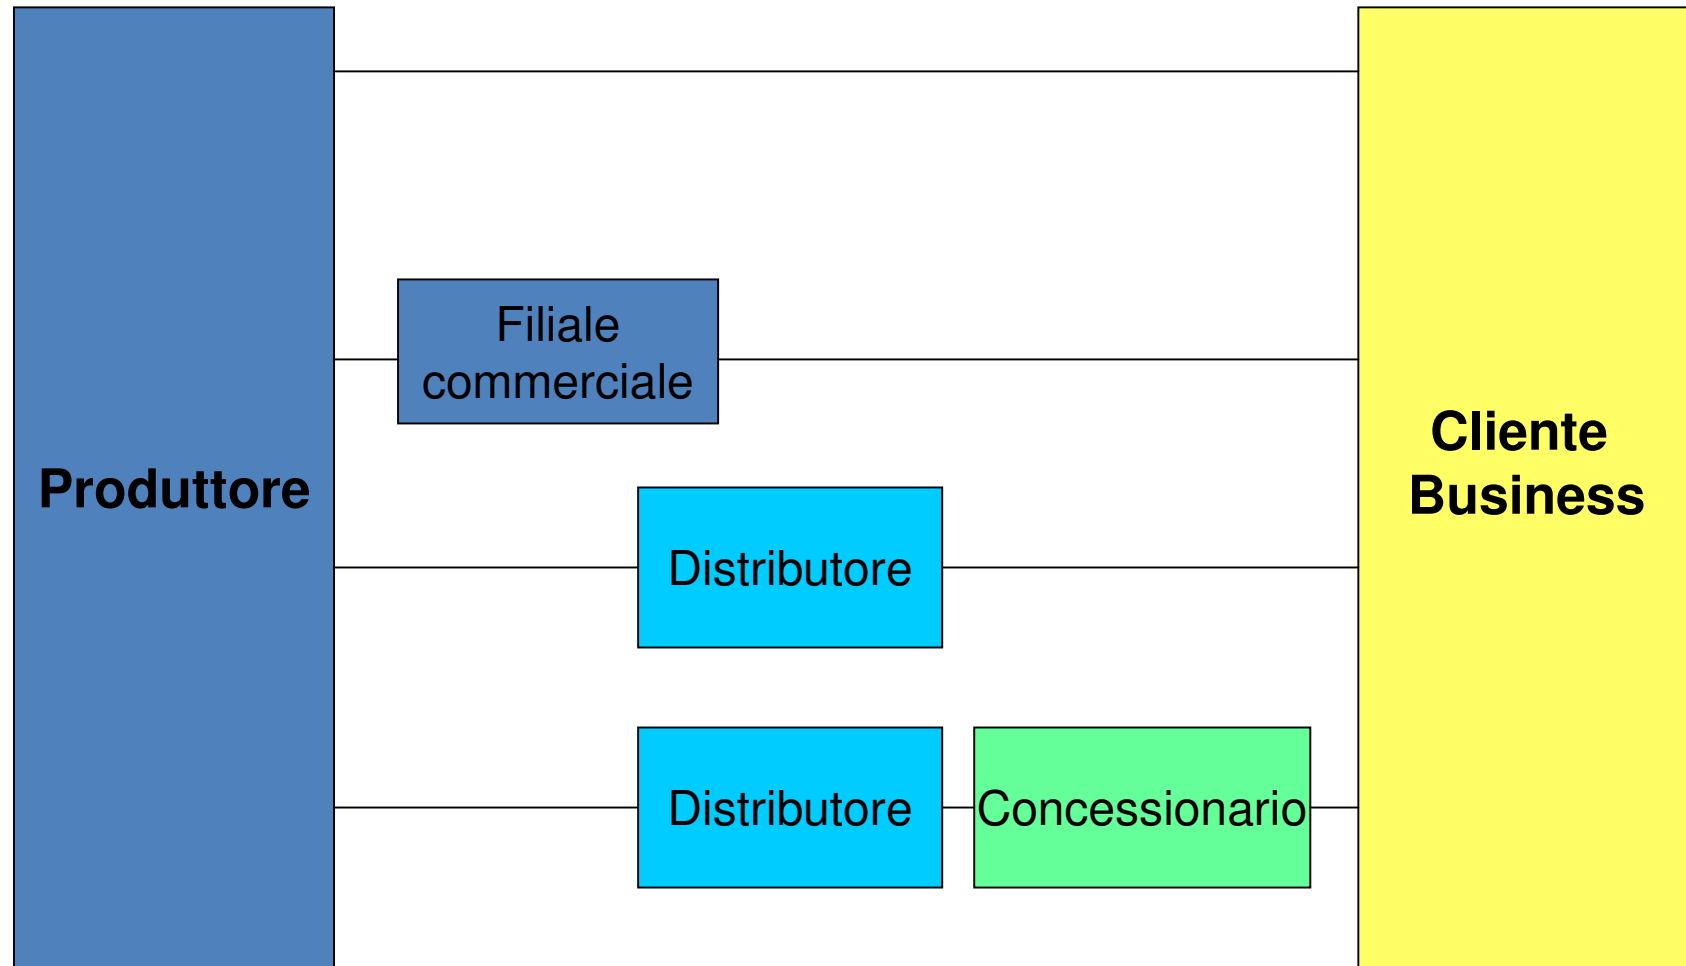 Filiale
commerciale
Produttore
Cliente
Business
Distributore
Distributore
Concessionario